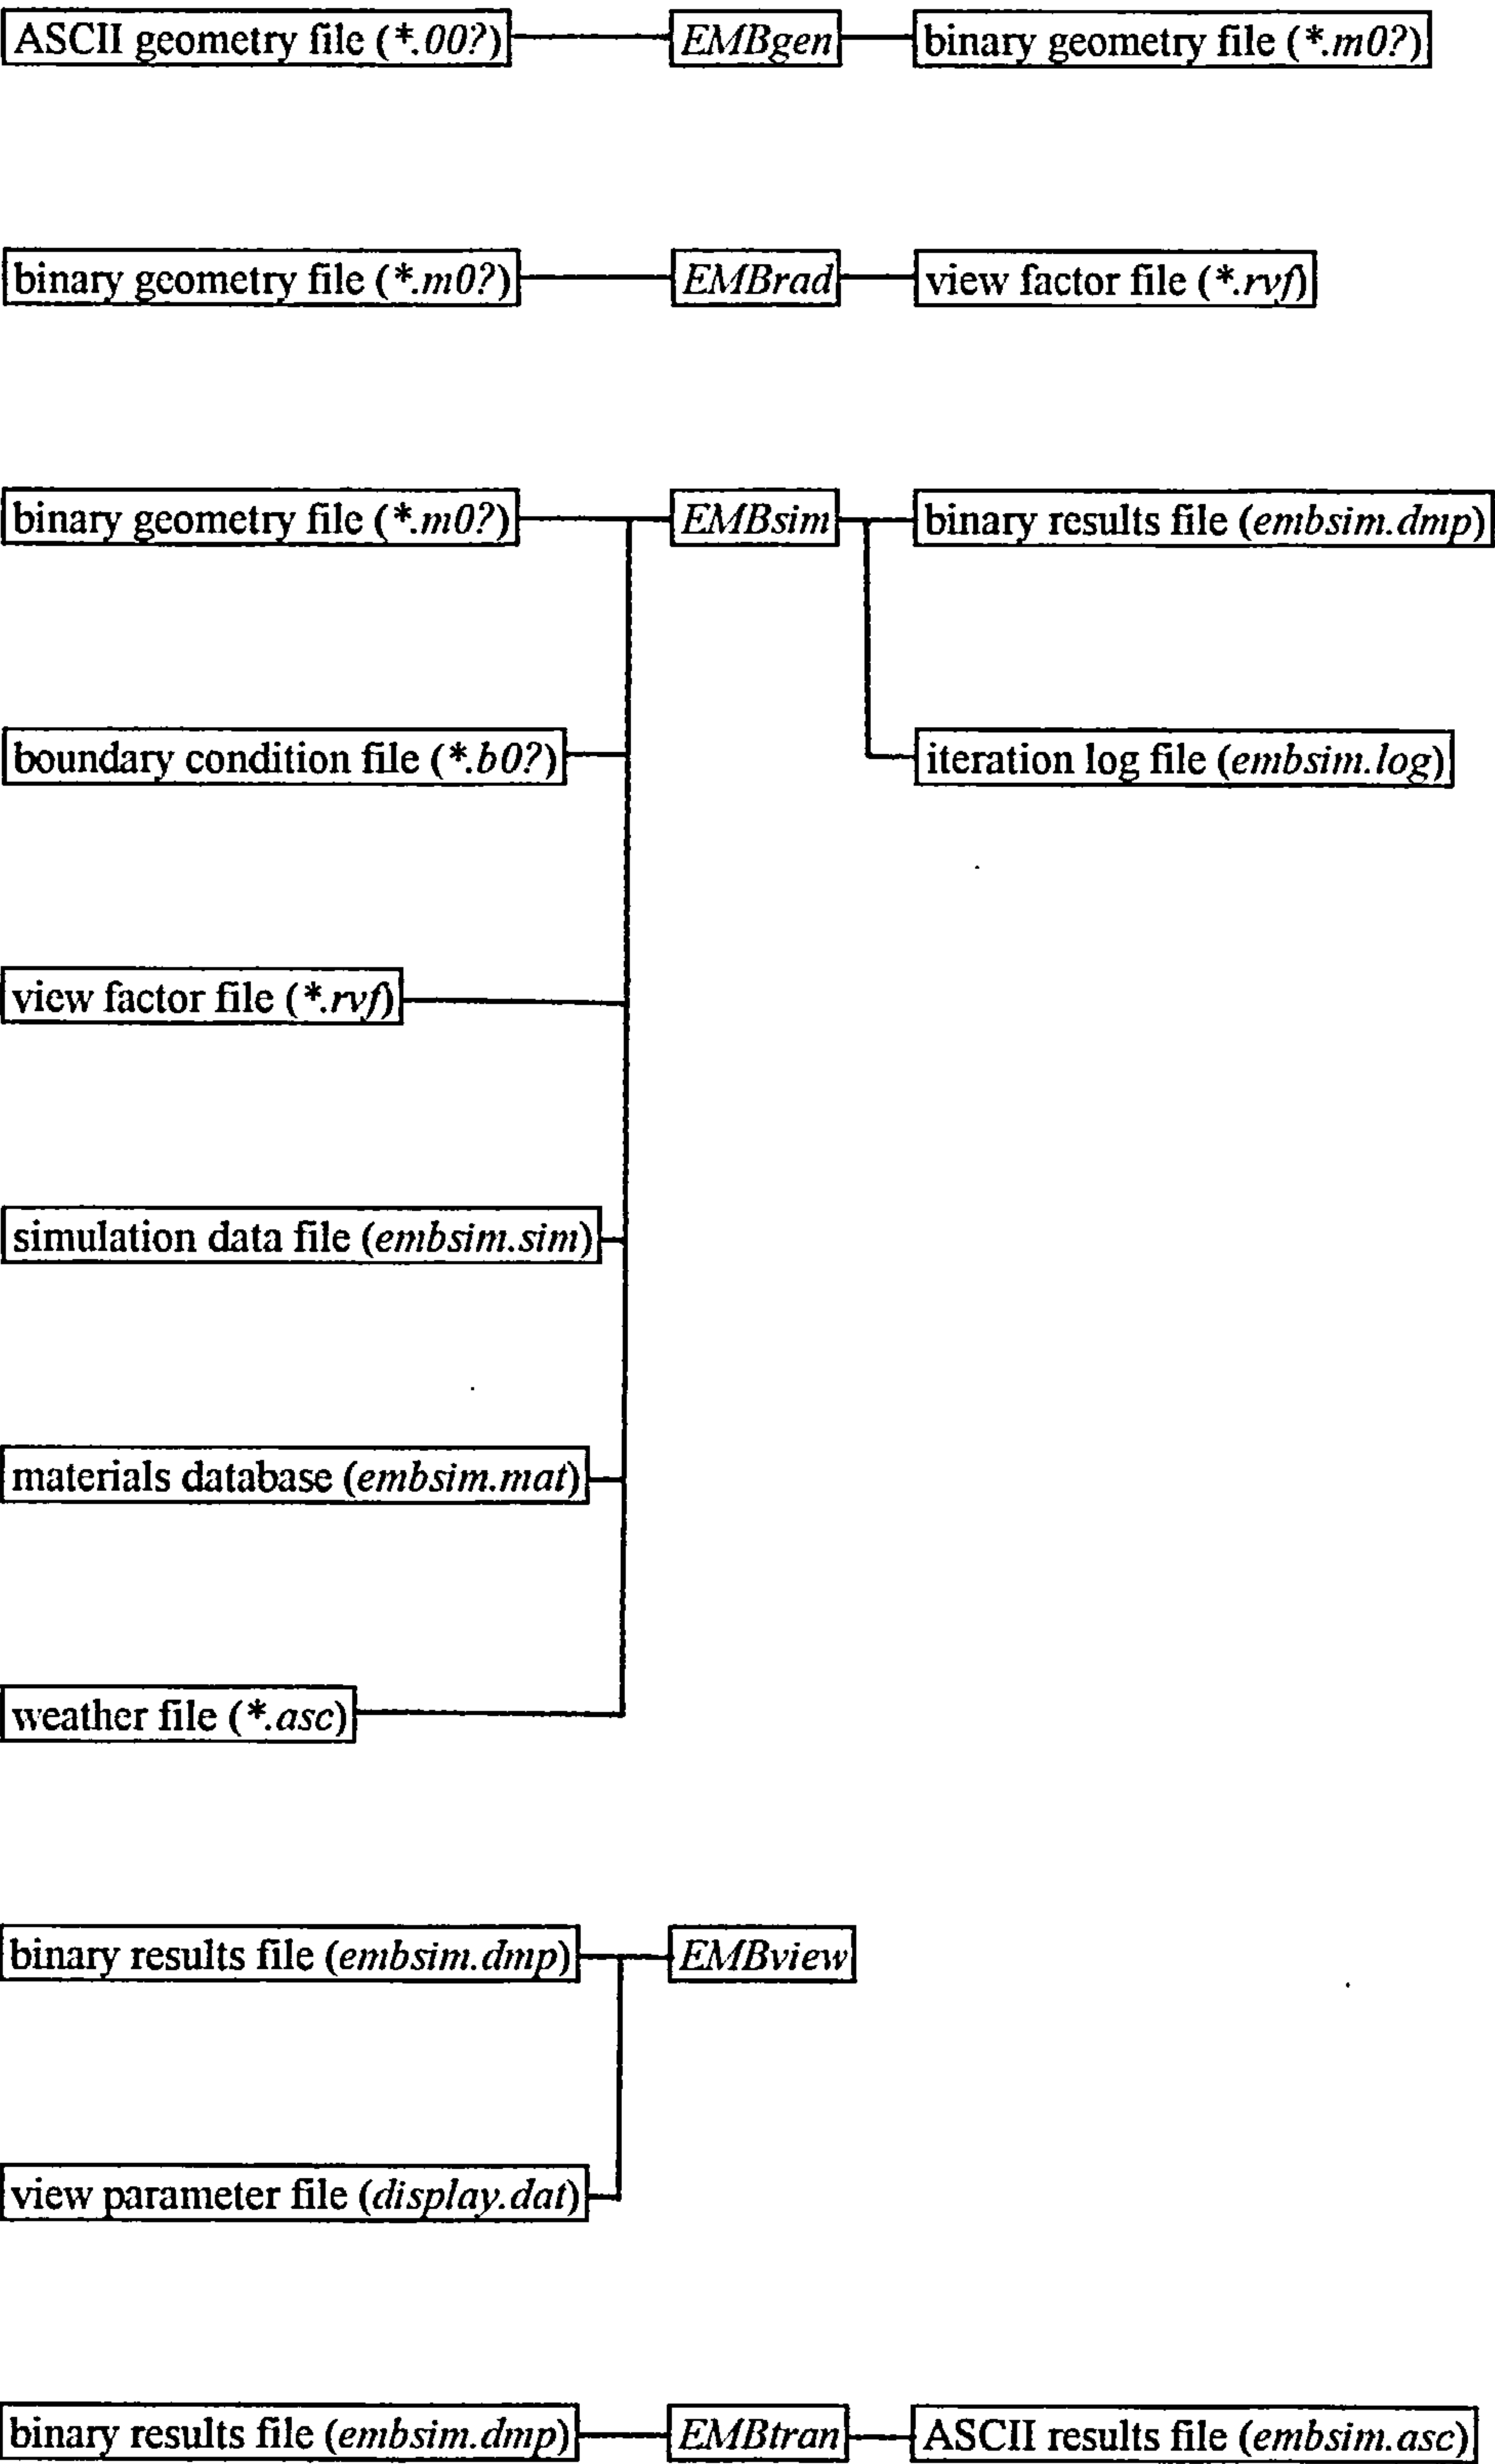 ASCII geometry file (*.00?) EMBgen binary geometry file (*.m0?)
binary geometry file (*.m0?) EMBrad view factor file (*.rvf)
binary geometry file (*.m0?) EMBsim binary results file (embsim.dmp)
boundary condition file (*.b0?) iteration log file (embsim.log)
view factor file (*.rvf)
simulation data file (embsim.sim)
materials database (embsim.mat)
weather file (*.asc)
binary results file (embsim.dmp) EMBview
view parameter file (display.dat)
binary results file (embsim.dmp) EMBtran ASCII results file (embsim.asc)